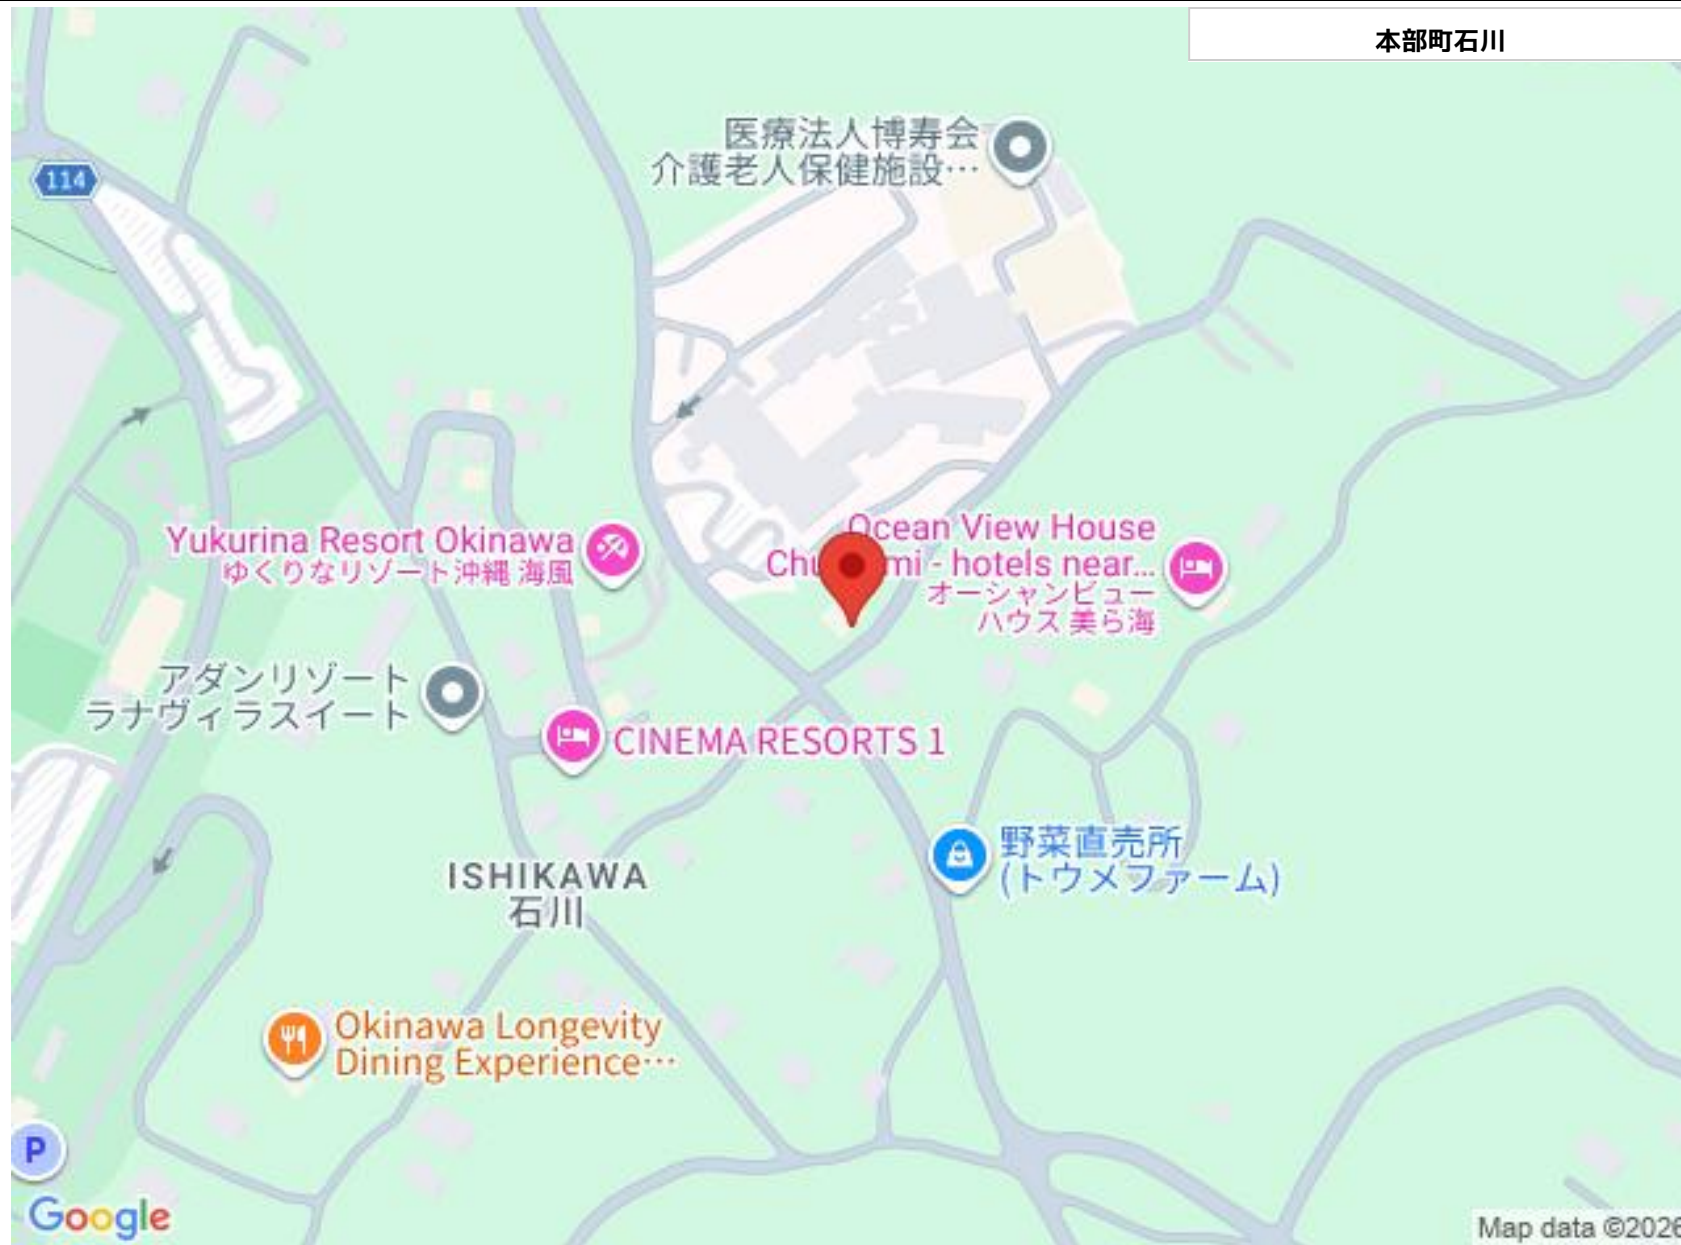 本部町石川
医療法人博寿会
介護老人保健施設…
114
Ocean View House
mi - hotels near...
オーシャンビュー
ハウス 美ら海
Yukurina Resort Okinawa
ゆくりなリゾート沖縄 海風
アダンリゾート
ラナヴィラスイート
CINEMA RESORTS 1
野菜直売所
(トウメファーム)
ISHIKAWA
石川
Okinawa Longevity
Dining Experience…
P
Google
Map data ©2026